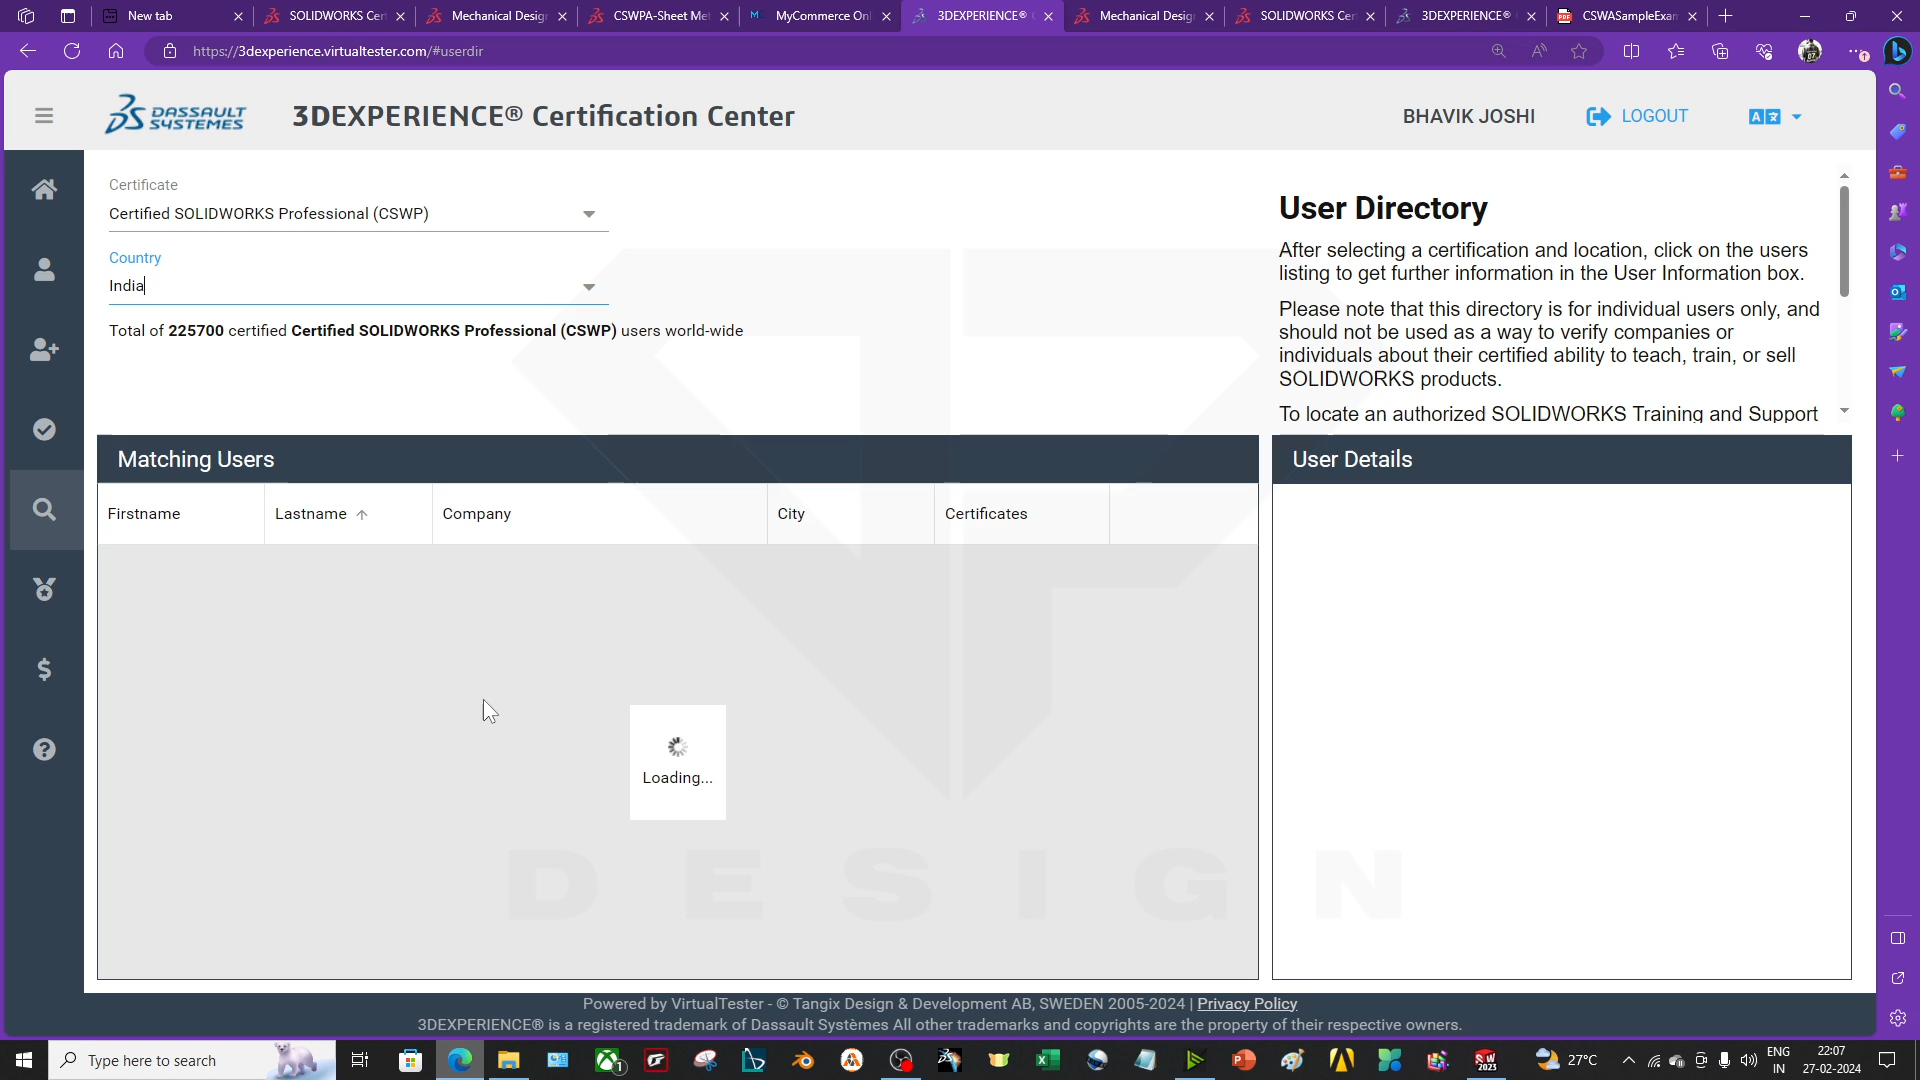 New tab
SOLIDWORKS Cert
Mechanical Design
CSWPA-Sheet Met
MyCommerce Onl
3DEXPERIENCE®
Mechanical Design
SOLIDWORKS Cert
3DEXPERIENCE®
CSWASampleExam
https://3dexperience.virtualtester.com/#userdir
DASSAULT SYSTEMES
3DEXPERIENCE® Certification Center
BHAVIK JOSHI
LOGOUT
Certificate
Certified SOLIDWORKS Professional (CSWP)
Country
India
Total of 225700 certified Certified SOLIDWORKS Professional (CSWP) users world-wide
User Directory
After selecting a certification and location, click on the users
listing to get further information in the User Information box.
Please note that this directory is for individual users only, and
should not be used as a way to verify companies or
individuals about their certified ability to teach, train, or sell
SOLIDWORKS products.
To locate an authorized SOLIDWORKS Training and Support
Matching Users
User Details
Firstname
Lastname
Company
City
Certificates
Loading...
DESIGN
Powered by VirtualTester - © Tangix Design & Development AB, SWEDEN 2005-2024 | Privacy Policy
3DEXPERIENCE® is a registered trademark of Dassault Systèmes All other trademarks and copyrights are the property of their respective owners.
Type here to search
27°C
ENG
IN
22:07
27-02-2024